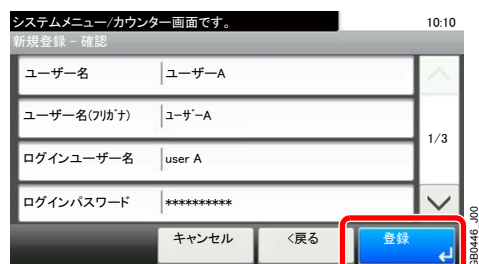 システムメニュー/カウンター画面です。 10:10
新規登録 - 確認
ユーザー名 ユーザーA
ユーザー名(フリガナ) ユーザーA
ログインユーザー名 user A
1/3
ログインパスワード **********
キャンセル <戻る 登録
GB0446_J00